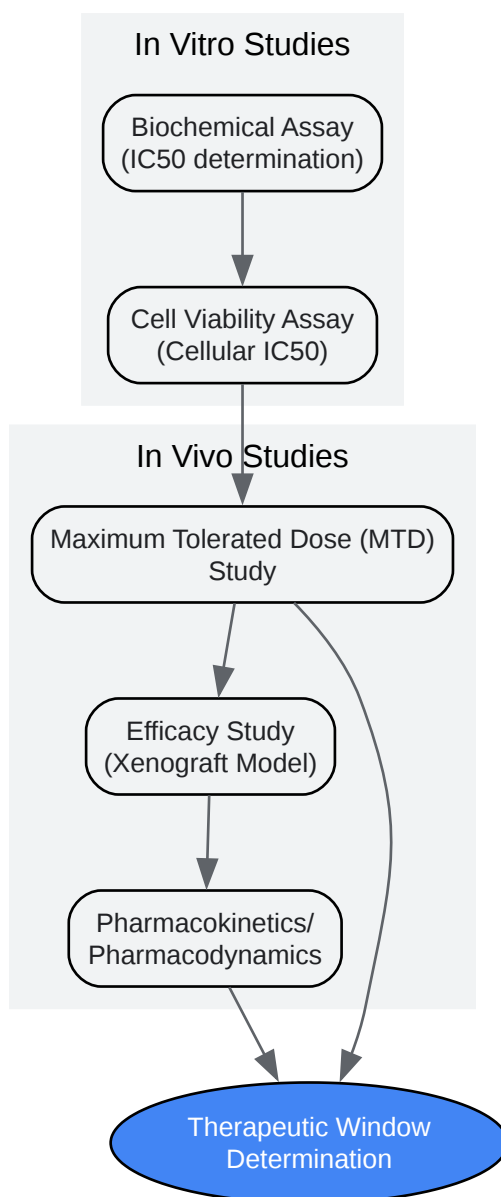 In Vitro Studies
Biochemical Assay
(IC50 determination)
Cell Viability Assay
(Cellular IC50)
In Vivo Studies
Maximum Tolerated Dose (MTD)
Study
Efficacy Study
(Xenograft Model)
Pharmacokinetics/
Pharmacodynamics
Therapeutic Window
Determination